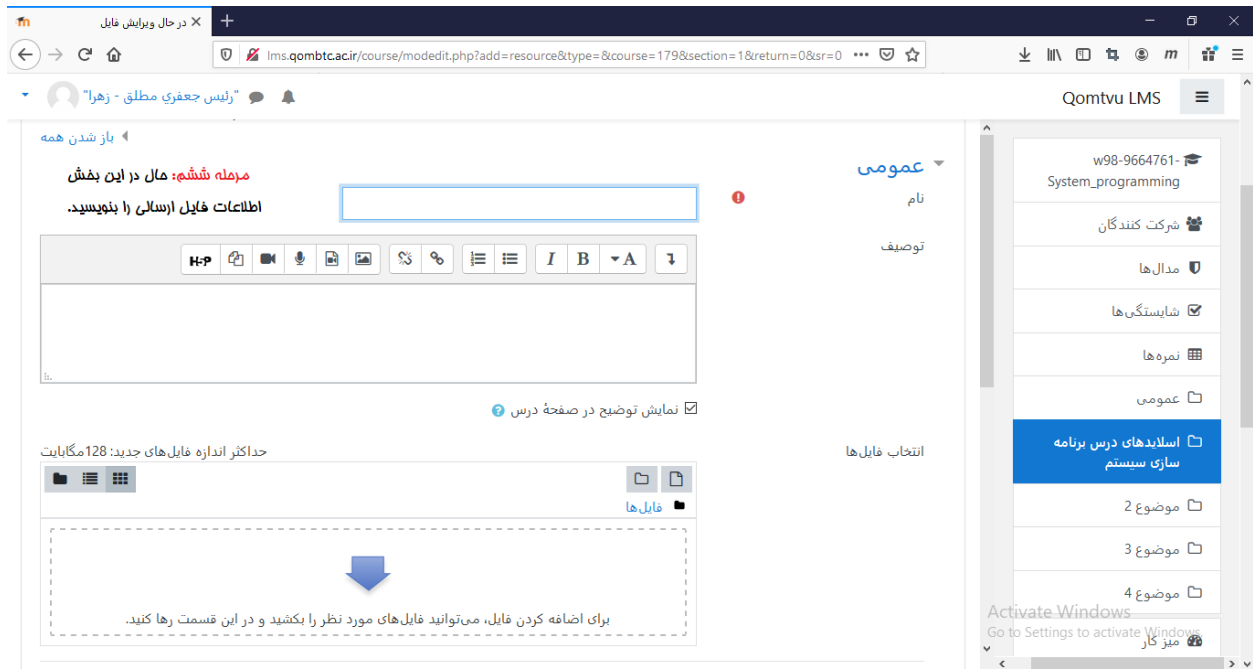 در حال ویرایش فایل
lms.qombtc.ac.ir/course/modedit.php?add=resource&type=&course=179&section=1&return=0&sr=0
Qomtvu LMS
"رئیس جعفري مطلق - زهرا"
باز شدن همه
عمومی
مرحله ششم: حال در این بخش
اطلاعات فایل ارسالی را بنویسید.
نام
توصیف
A
B
I
H-P
نمایش توضیح در صفحهٔ درس
انتخاب فایل‌ها
حداکثر اندازه فایل‌های جدید: 128مگابایت
فایل‌ها
برای اضافه کردن فایل، می‌توانید فایل‌های مورد نظر را بکشید و در این قسمت رها کنید.
w98-9664761-
System_programming
شرکت کنندگان
مدال‌ها
شایستگی‌ها
نمره‌ها
عمومی
اسلایدهای درس برنامه
سازی سیستم
موضوع 2
موضوع 3
موضوع 4
میز کار
Activate Windows
Go to Settings to activate Windows.